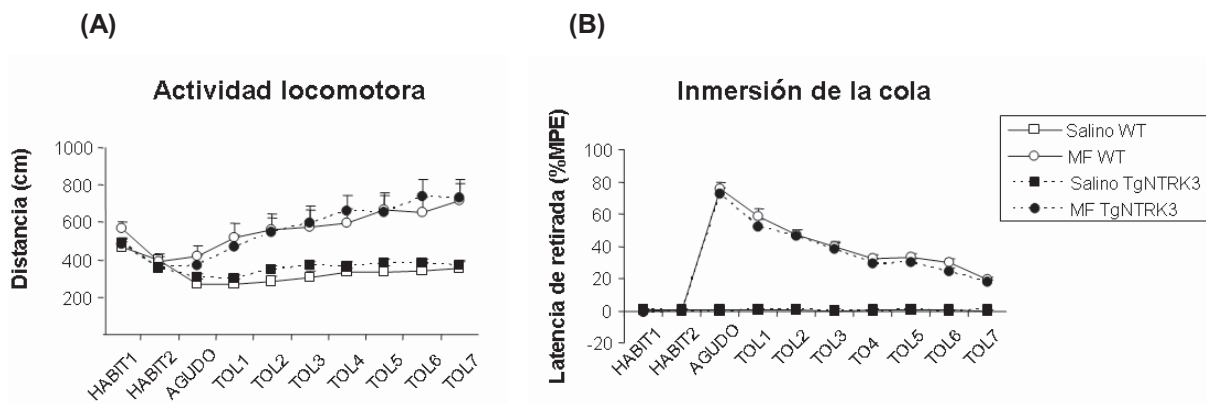 (A)
(B)
Actividad locomotora
Distancia (cm)
1000
800
600
400
200
HABIT1
HABIT2
AGUDO
TOL1
TOL2
TOL3
TOL4
TOL5
TOL6
TOL7
Inmersión de la cola
Latencia de retirada (%MPE)
100
80
60
40
20
0
-20
HABIT1
HABIT2
AGUDO
TOL1
TOL2
TOL3
TO4
TOL5
TOL6
TOL7
Salino WT
MF WT
Salino TgNTRK3
MF TgNTRK3